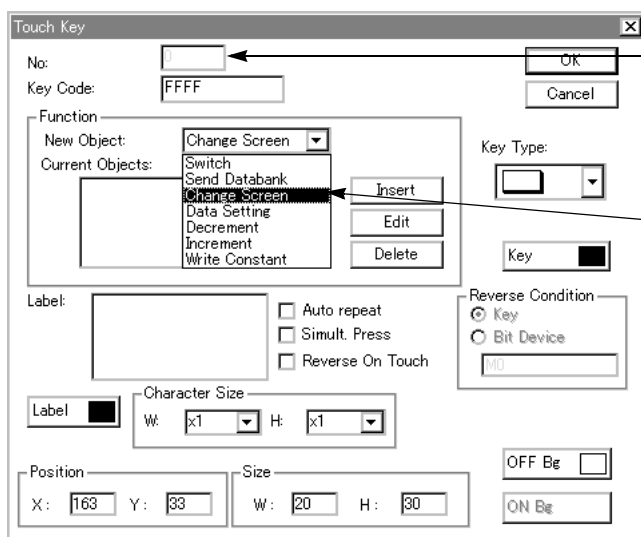 Touch Key
No: 0 OK
Key Code: FFFF Cancel
Function
New Object: Change Screen
Current Objects:
Switch
Send Databank
Change Screen
Data Setting
Decrement
Increment
Write Constant
Insert
Edit
Delete
Key Type:
Key
Label:
Auto repeat
Simult. Press
Reverse On Touch
Reverse Condition
Key
Bit Device
M0
Label
Character Size
W: x1 H: x1
Position
X: 163 Y: 33
Size
W: 20 H: 30
OFF Bg
ON Bg